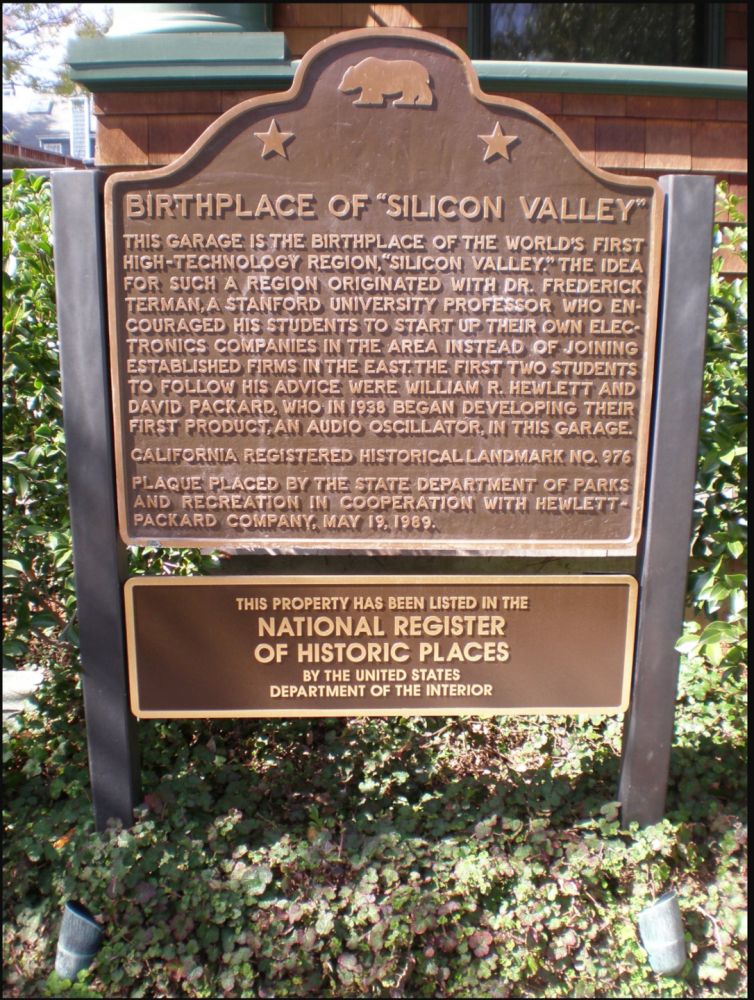 BIRTHPLACE OF "SILICON VALLEY"
THIS GARAGE IS THE BIRTHPLACE OF THE WORLD'S FIRST
HIGH-TECHNOLOGY REGION, "SILICON VALLEY." THE IDEA
FOR SUCH A REGION ORIGINATED WITH DR. FREDERICK
TERMAN, A STANFORD UNIVERSITY PROFESSOR WHO EN-
COURAGED HIS STUDENTS TO START UP THEIR OWN ELEC-
TRONICS COMPANIES IN THE AREA INSTEAD OF JOINING
ESTABLISHED FIRMS IN THE EAST. THE FIRST TWO STUDENTS
TO FOLLOW HIS ADVICE WERE WILLIAM R. HEWLETT AND
DAVID PACKARD, WHO IN 1938 BEGAN DEVELOPING THEIR
FIRST PRODUCT, AN AUDIO OSCILLATOR, IN THIS GARAGE.
CALIFORNIA REGISTERED HISTORICAL LANDMARK NO. 976
PLAQUE PLACED BY THE STATE DEPARTMENT OF PARKS
AND RECREATION IN COOPERATION WITH HEWLETT-
PACKARD COMPANY, MAY 19, 1989.
THIS PROPERTY HAS BEEN LISTED IN THE
NATIONAL REGISTER
OF HISTORIC PLACES
BY THE UNITED STATES
DEPARTMENT OF THE INTERIOR